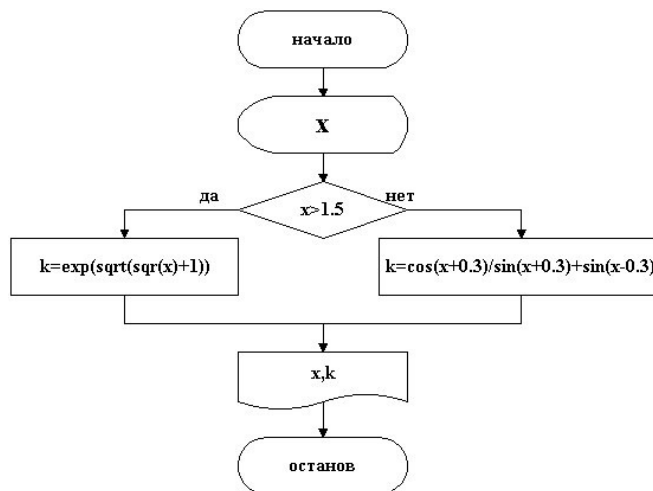 начало
X
x>1.5
да
нет
k=exp(sqrt(sqr(x)+1))
k=cos(x+0.3)/sin(x+0.3)+sin(x-0.3)
x,k
останов